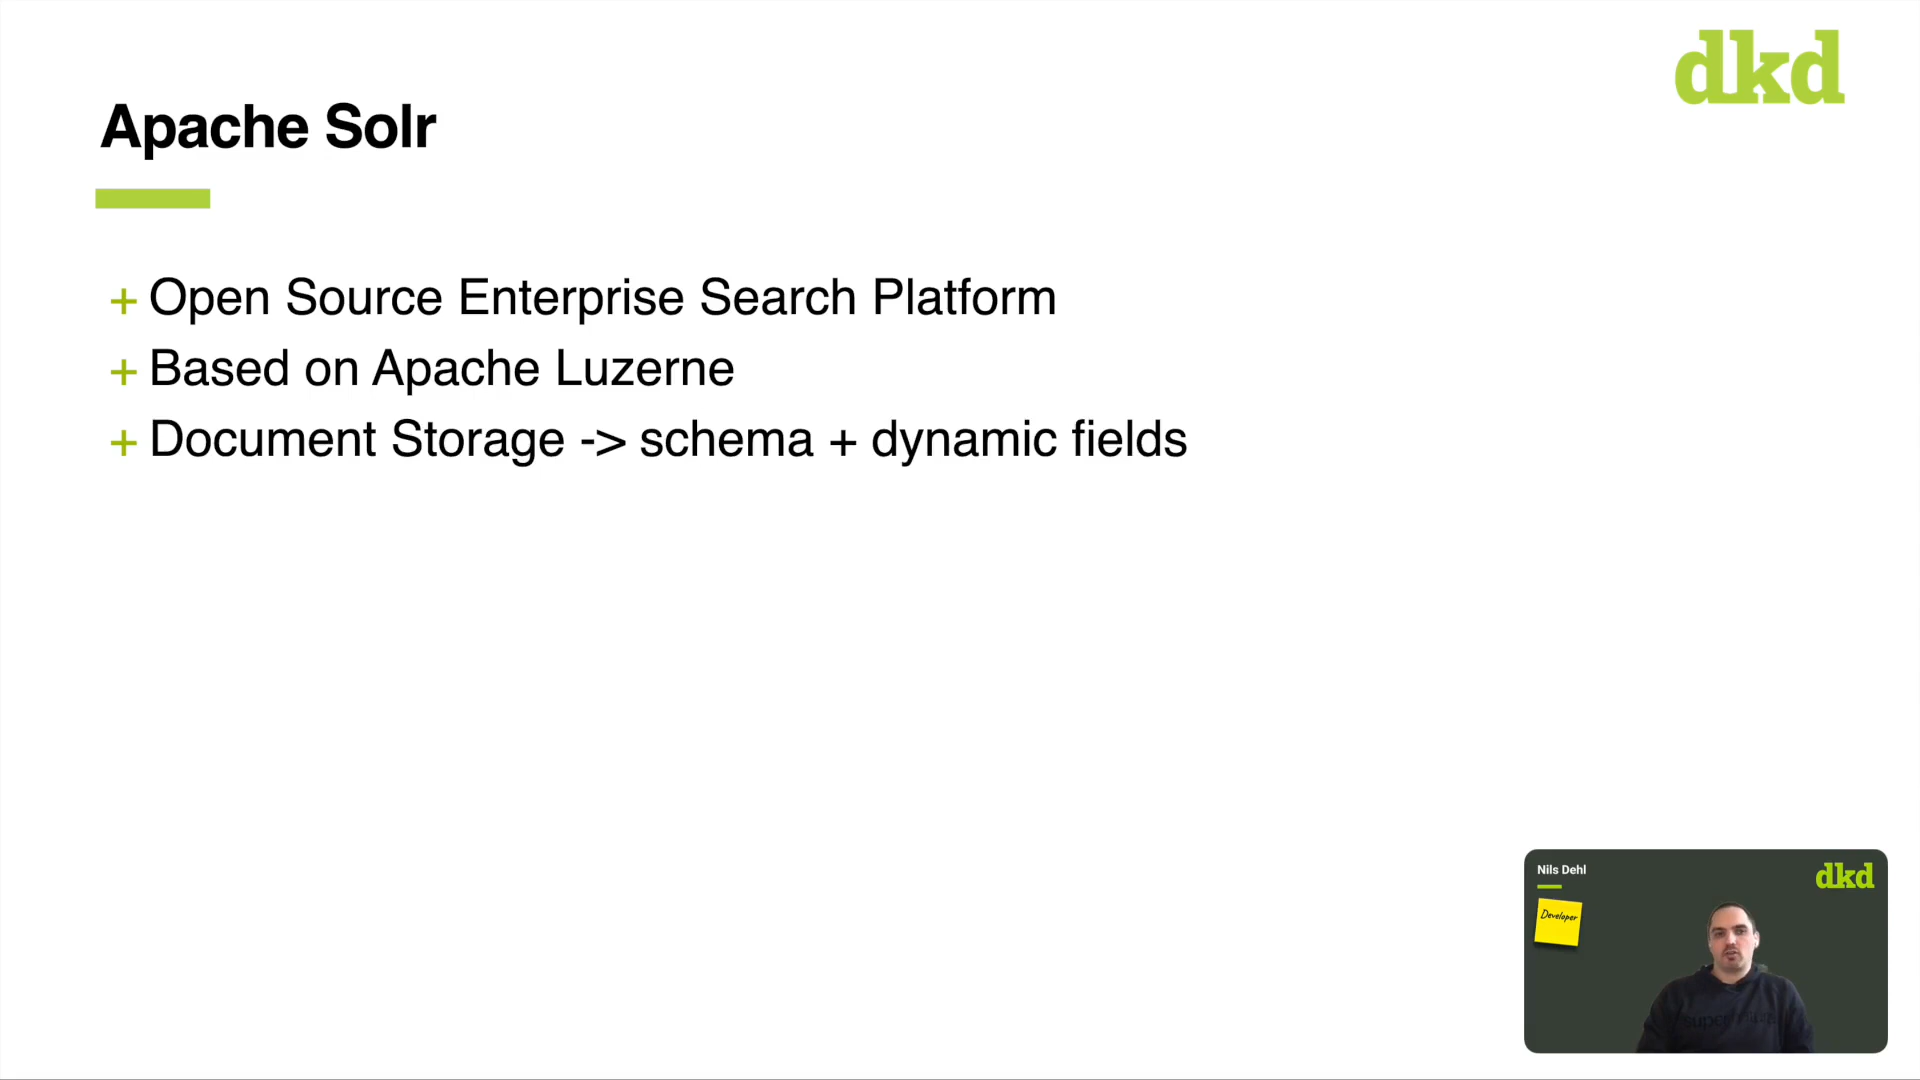 dkd
Apache Solr
+ Open Source Enterprise Search Platform
+ Based on Apache Luzerne
+ Document Storage -> schema + dynamic fields
Nils Dehl
dkd
Developer